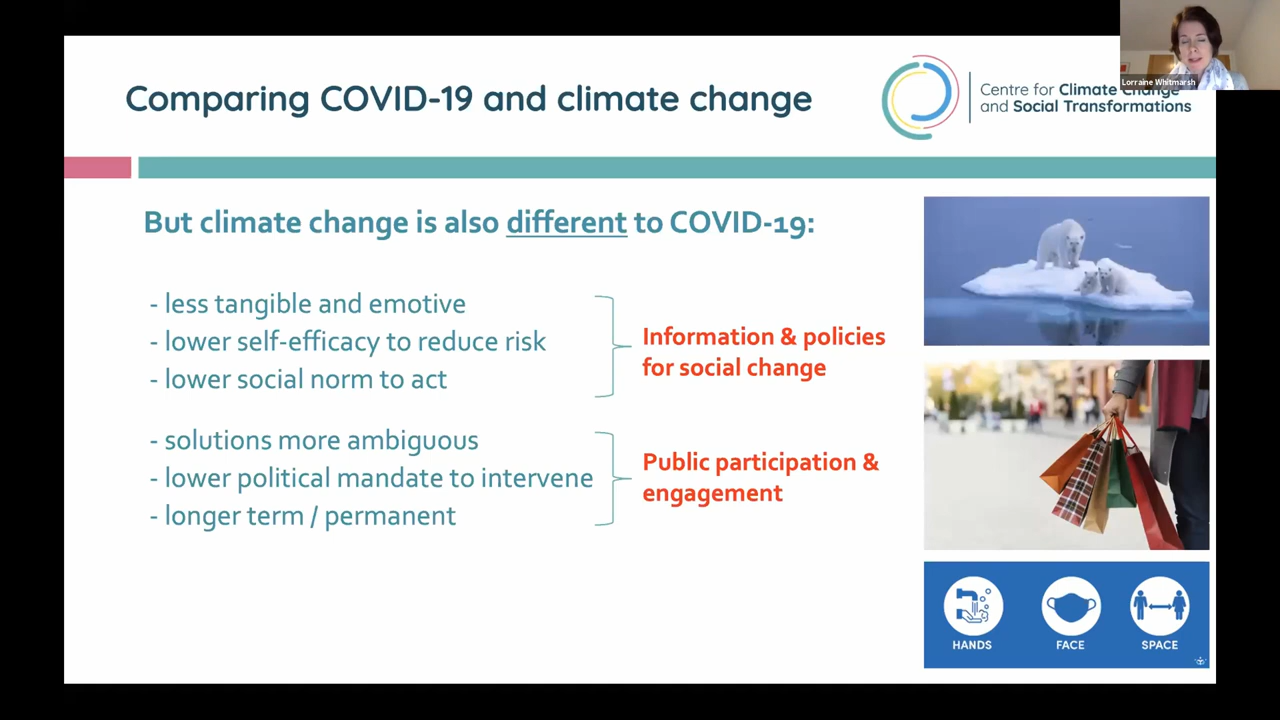 Comparing COVID-19 and climate change
Centre for Climate Change
and Social Transformations
Lorraine Whitmarsh
But climate change is also different to COVID-19:
- less tangible and emotive
- lower self-efficacy to reduce risk
- lower social norm to act
Information & policies
for social change
- solutions more ambiguous
- lower political mandate to intervene
- longer term / permanent
Public participation &
engagement
HANDS
FACE
SPACE